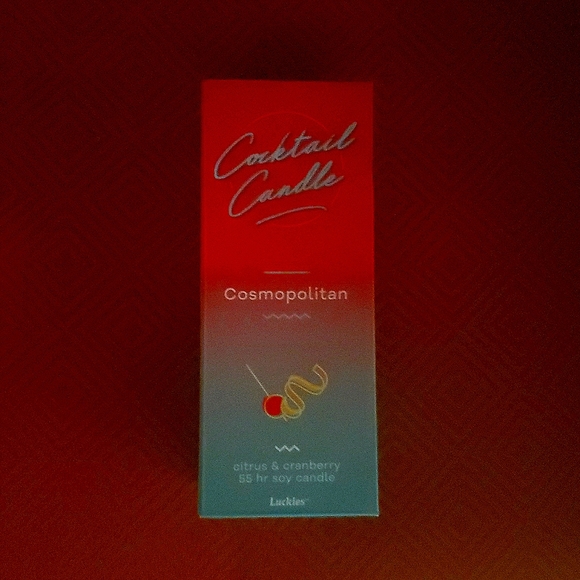 Cocktail
Candle
Cosmopolitan
citrus & cranberry
55 hr soy candle
Luckies